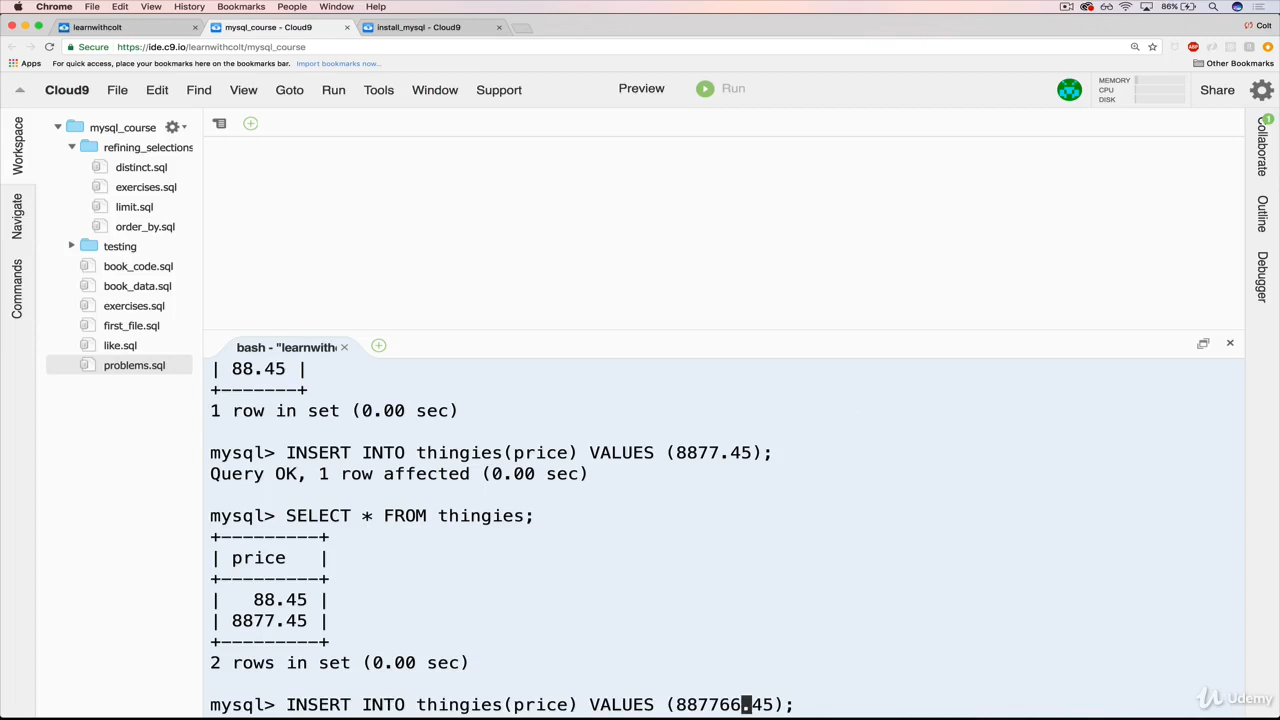 Chrome File Edit View History Bookmarks People Window Help 86%
learnwithcolt × mysql_course - Cloud9 × install_mysql - Cloud9 × Colt
Secure https://ide.c9.io/learnwithcolt/mysql_course ABP
Apps For quick access, place your bookmarks here on the bookmarks bar. Import bookmarks now... Other Bookmarks
Cloud9 File Edit Find View Goto Run Tools Window Support Preview Run MEMORY Share
CPU
DISK
Workspace
Navigate
Commands
mysql_course
refining_selections
distinct.sql
exercises.sql
limit.sql
order_by.sql
testing
book_code.sql
book_data.sql
exercises.sql
first_file.sql
like.sql
problems.sql
1
Collaborate
Outline
Debugger
bash - "learnwith ×
| 88.45 |
+-------+
1 row in set (0.00 sec)
mysql> INSERT INTO thingies(price) VALUES (8877.45);
Query OK, 1 row affected (0.00 sec)
mysql> SELECT * FROM thingies;
+---------+
| price   |
+---------+
|   88.45 |
| 8877.45 |
+---------+
2 rows in set (0.00 sec)
mysql> INSERT INTO thingies(price) VALUES (887766.45);
Udemy